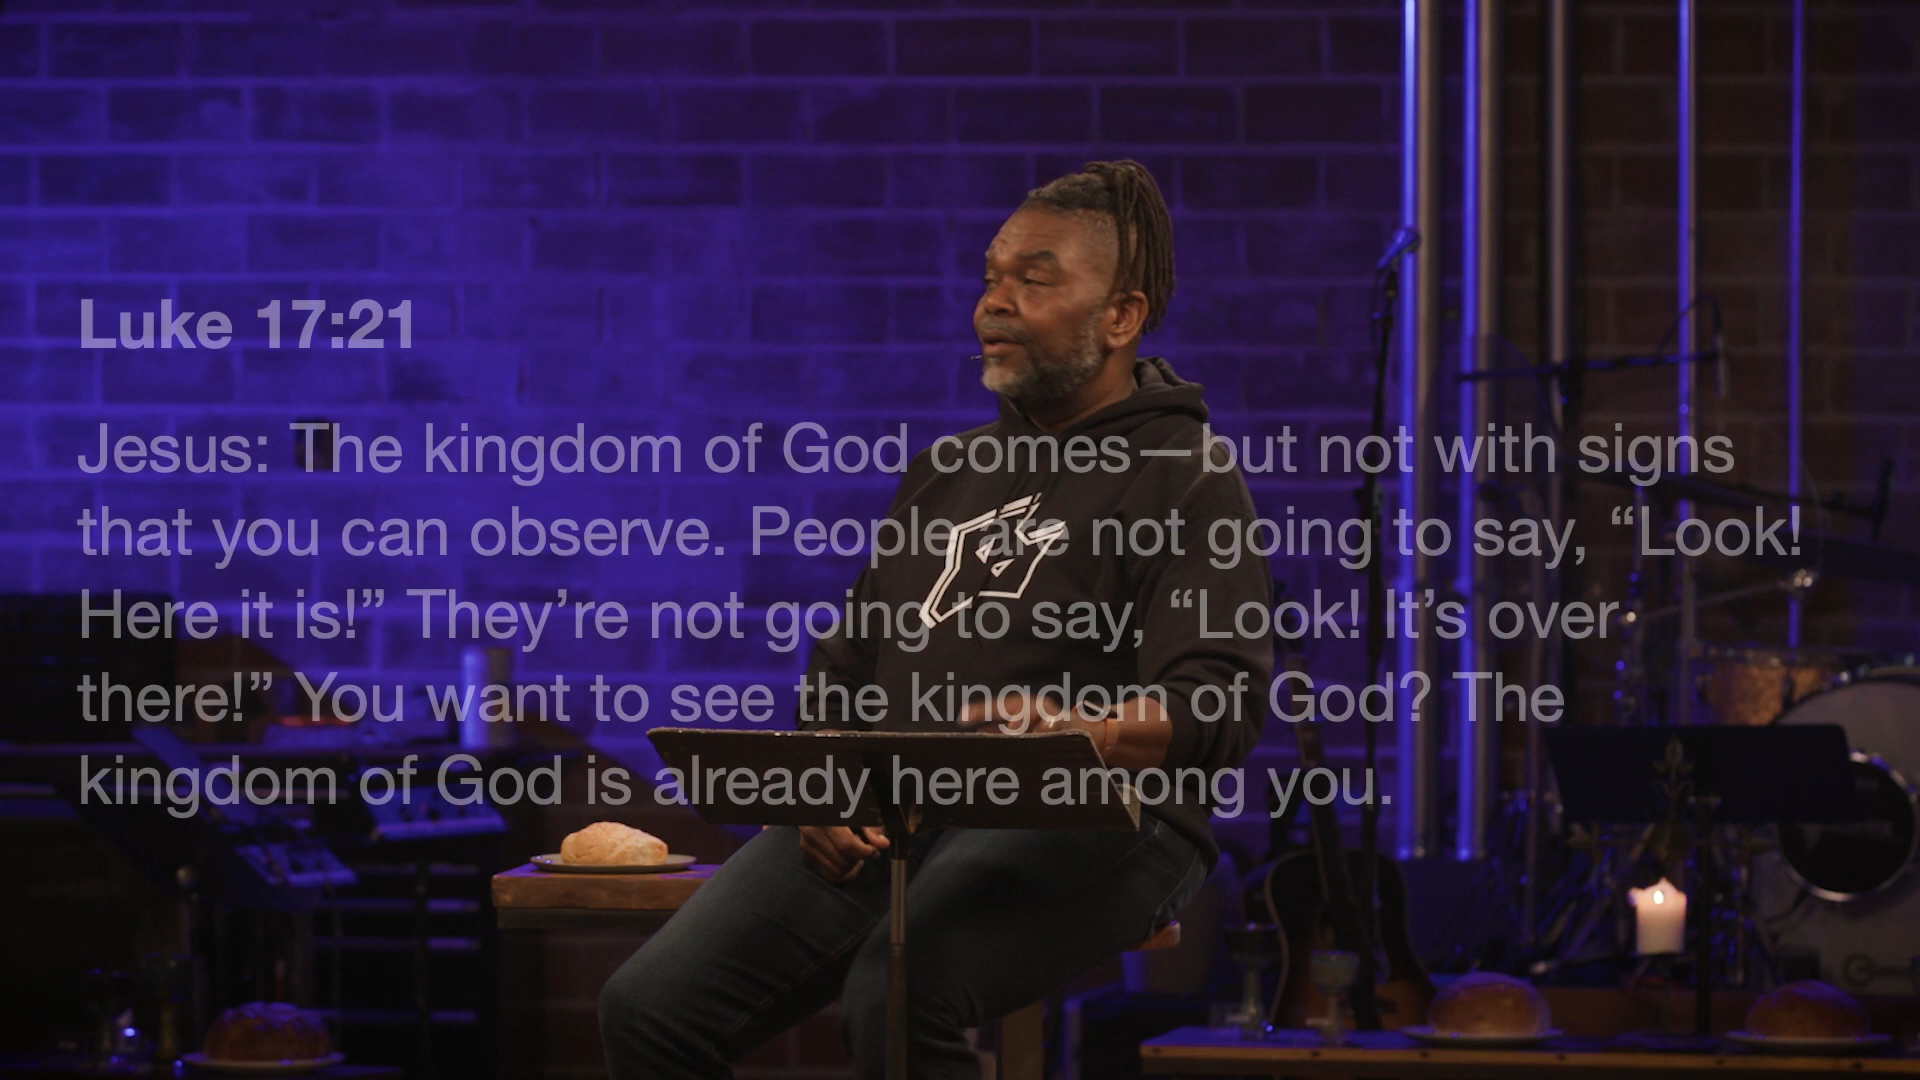 Luke 17:21
Jesus: The kingdom of God comes—but not with signs
that you can observe. People are not going to say, “Look!
Here it is!” They’re not going to say, “Look! It’s over
there!” You want to see the kingdom of God? The
kingdom of God is already here among you.